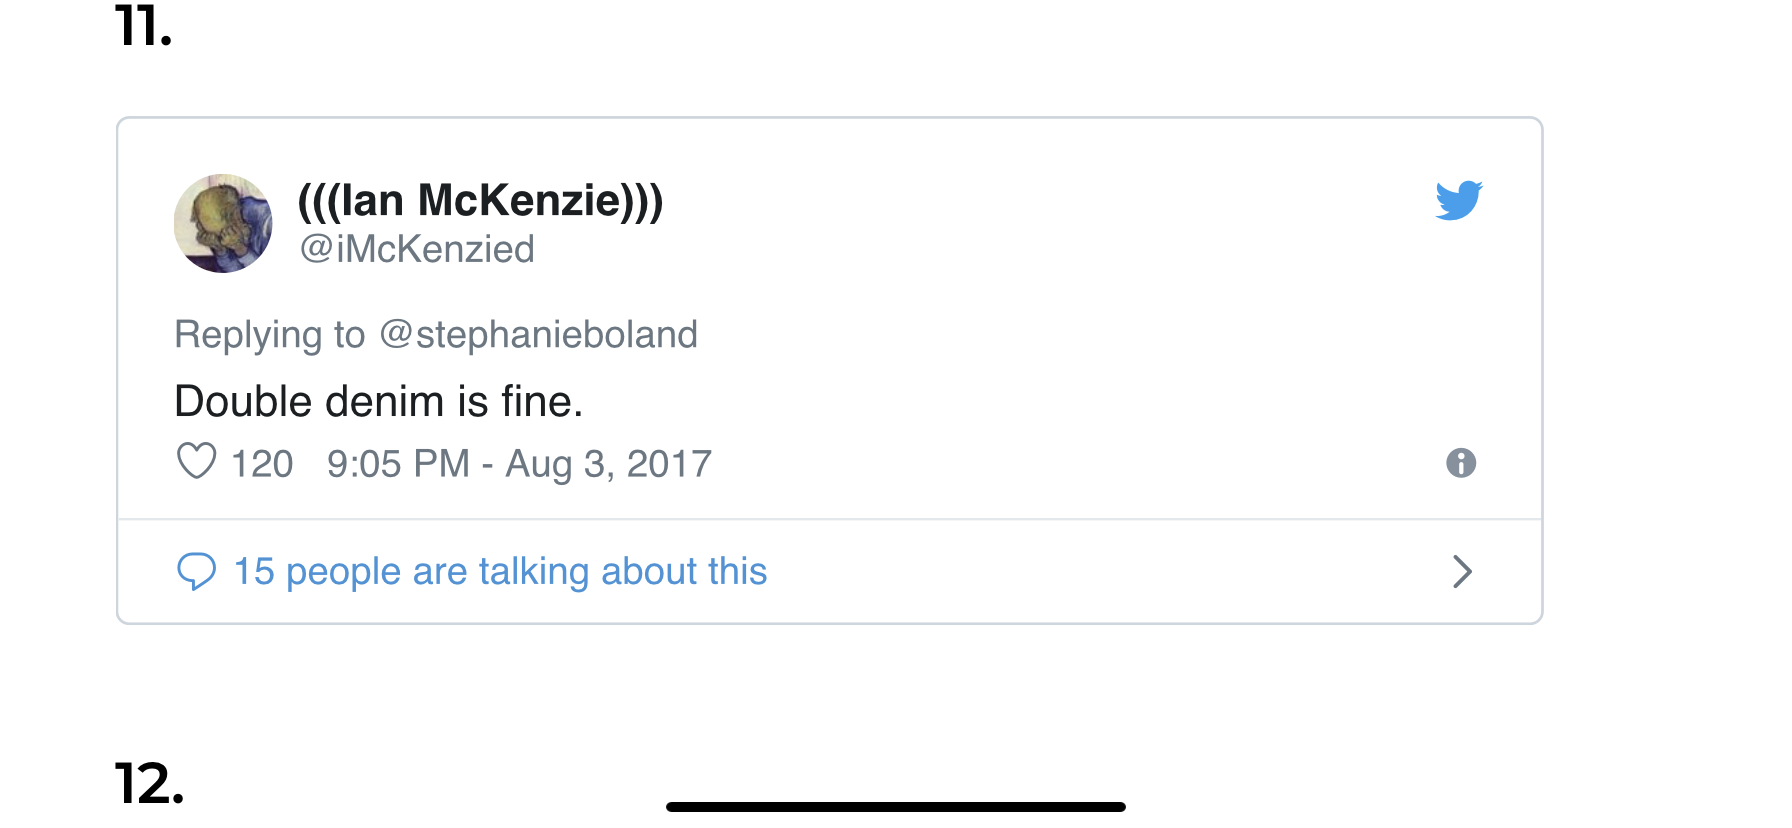 11.
(((Ian McKenzie)))
@iMcKenzied
Replying to @stephanieboland
Double denim is fine.
120 9:05 PM - Aug 3, 2017
15 people are talking about this
12.